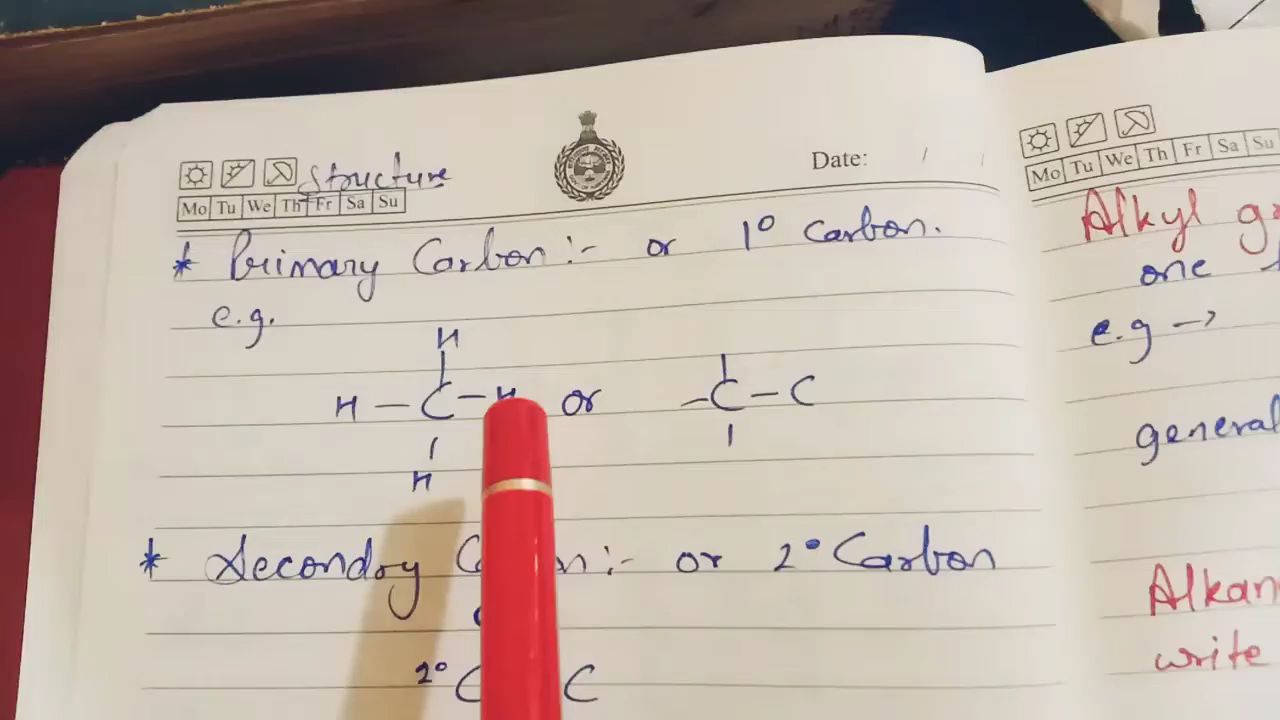 Structure
Date: / /
Mo Tu We Th Fr Sa Su
* Primary Carbon :- or 1° Carbon.
e.g.
H
H — C — H or – C – C
H
* Secondry C n :- or 2° Carbon
2° C C
Mo Tu We Th Fr Sa Su
Alkyl
one
e.g →
general
Alkan
write